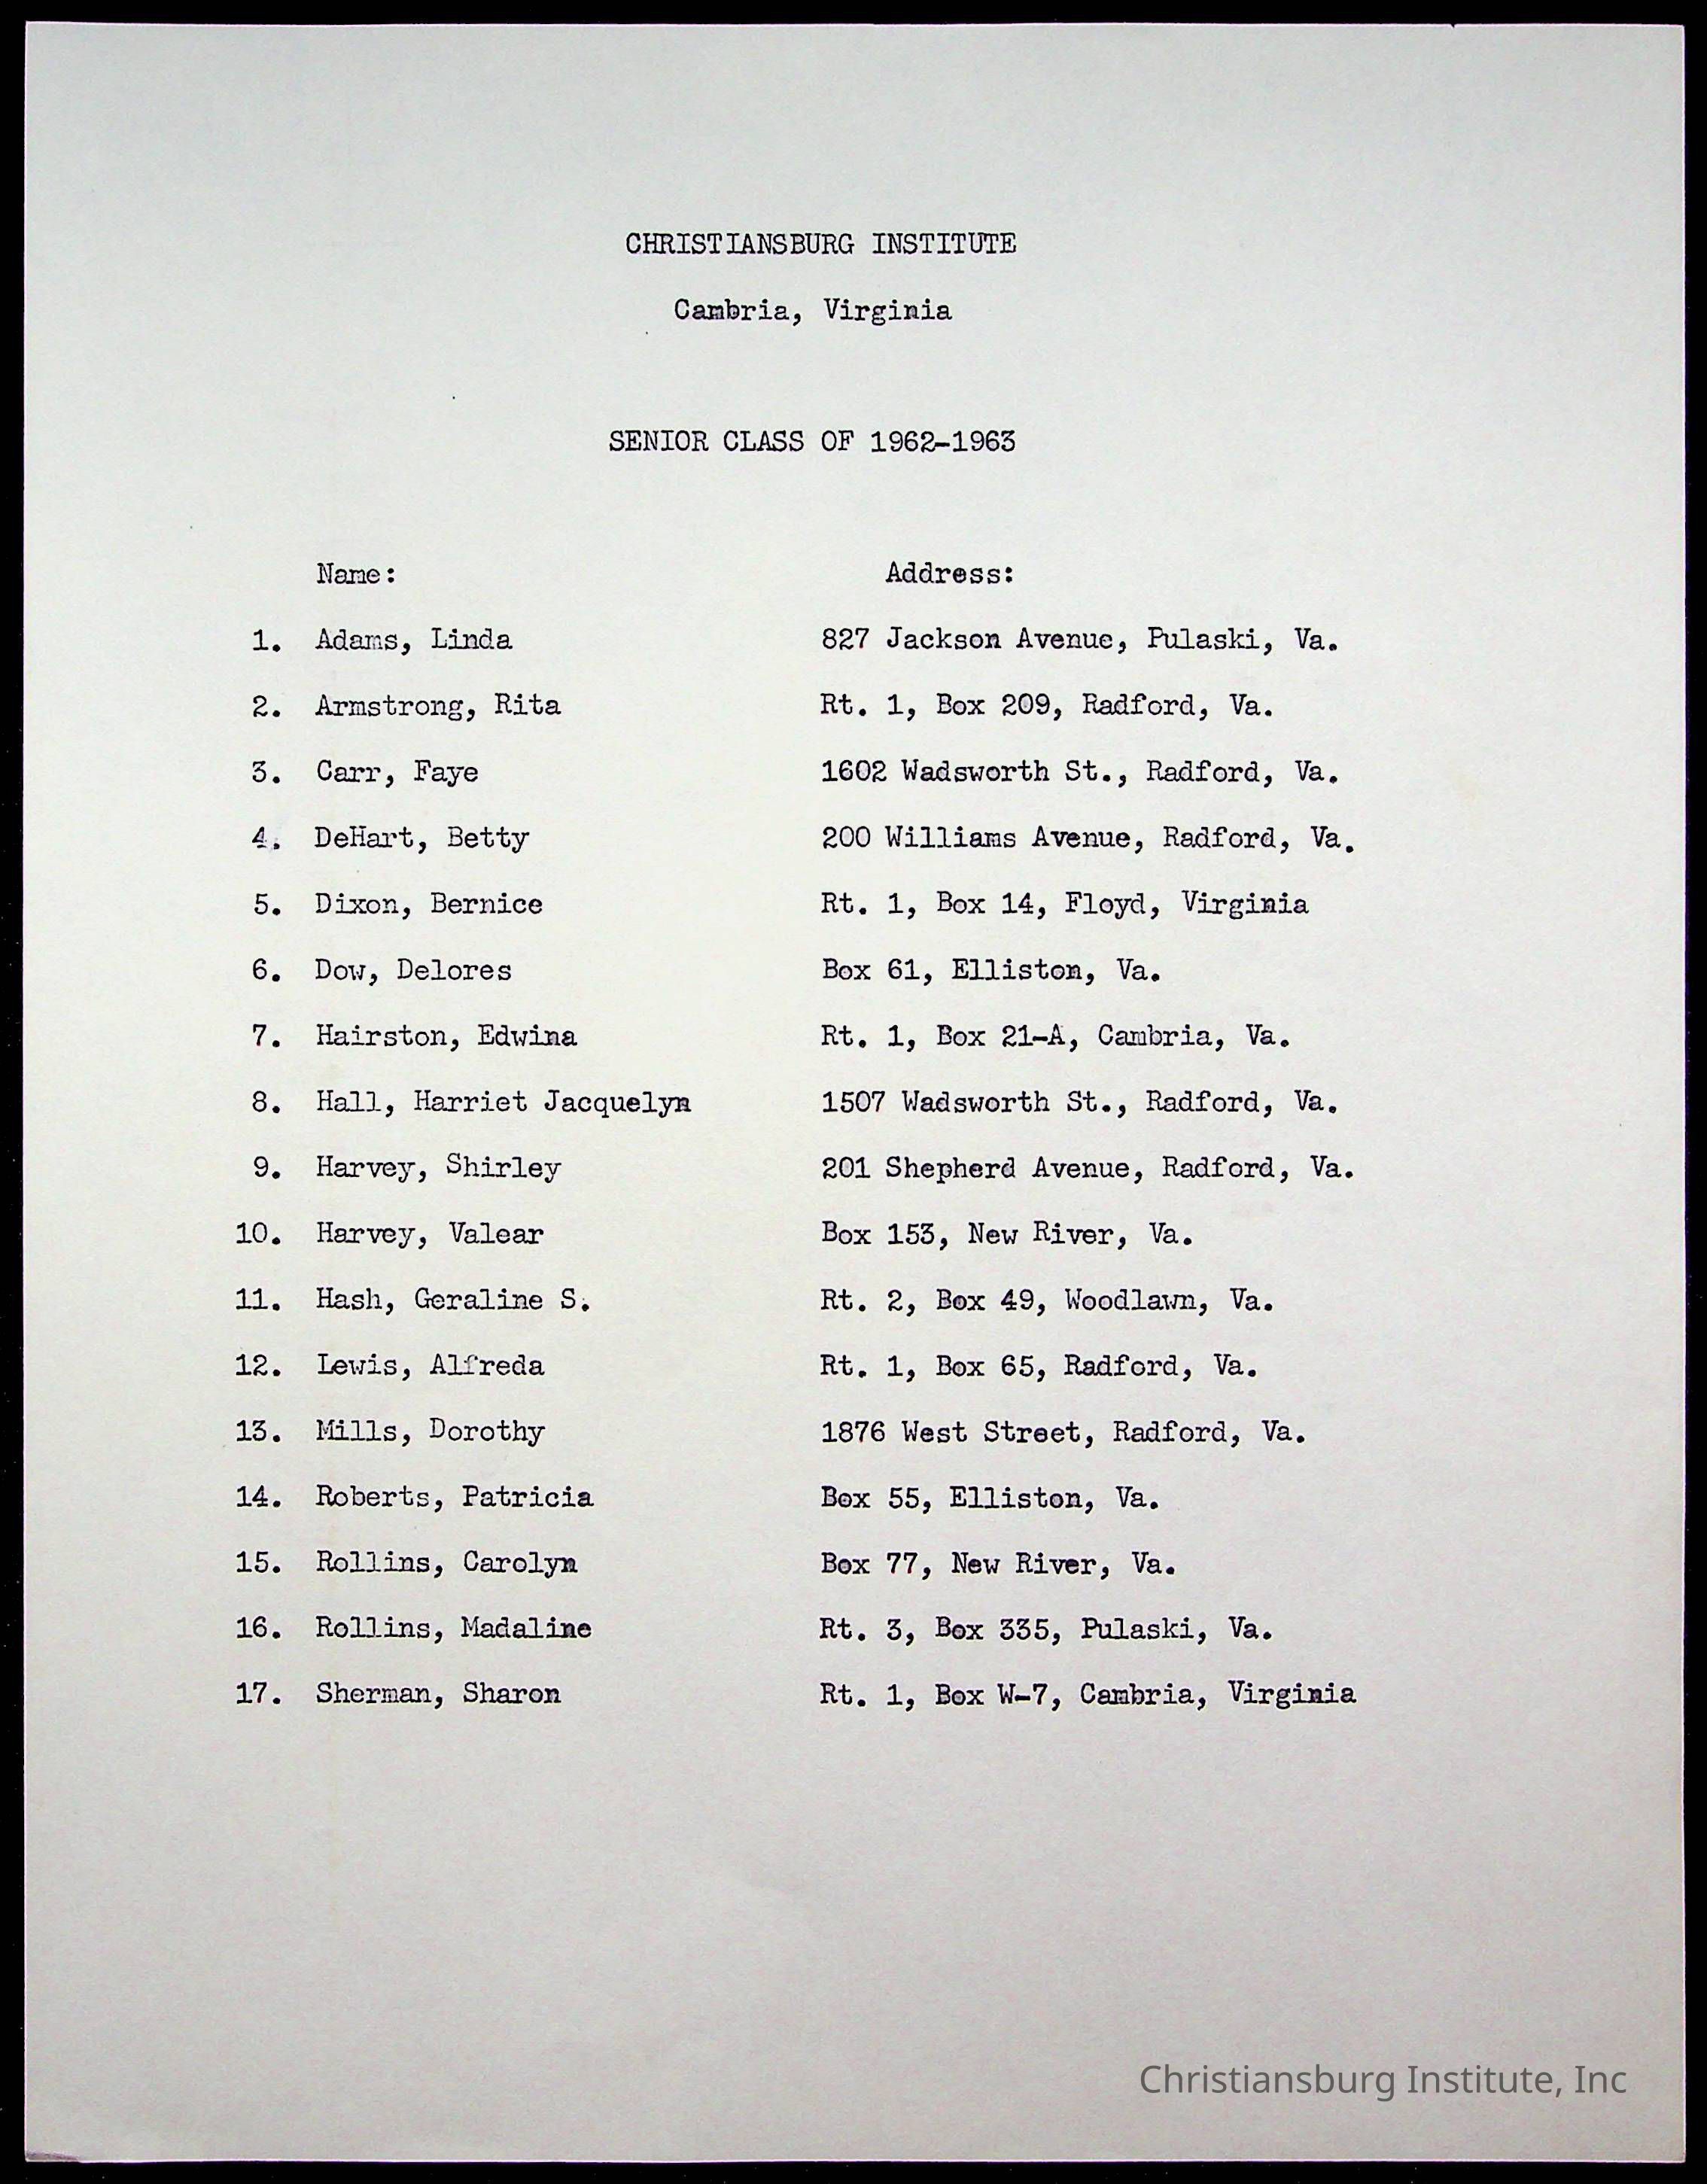 CHRISTIANSBURG INSTITUTE
Cambria, Virginia
SENIOR CLASS OF 1962-1963
Name: Address:
1. Adams, Linda 827 Jackson Avenue, Pulaski, Va.
2. Armstrong, Rita Rt. 1, Box 209, Radford, Va.
3. Carr, Faye 1602 Wadsworth St., Radford, Va.
4. DeHart, Betty 200 Williams Avenue, Radford, Va.
5. Dixon, Bernice Rt. 1, Box 14, Floyd, Virginia
6. Dow, Delores Box 61, Elliston, Va.
7. Hairston, Edwina Rt. 1, Box 21-A, Cambria, Va.
8. Hall, Harriet Jacquelyn 1507 Wadsworth St., Radford, Va.
9. Harvey, Shirley 201 Shepherd Avenue, Radford, Va.
10. Harvey, Valear Box 153, New River, Va.
11. Hash, Geraline S. Rt. 2, Box 49, Woodlawn, Va.
12. Lewis, Alfreda Rt. 1, Box 65, Radford, Va.
13. Mills, Dorothy 1876 West Street, Radford, Va.
14. Roberts, Patricia Box 55, Elliston, Va.
15. Rollins, Carolyn Box 77, New River, Va.
16. Rollins, Madaline Rt. 3, Box 335, Pulaski, Va.
17. Sherman, Sharon Rt. 1, Box W-7, Cambria, Virginia
Christiansburg Institute, Inc